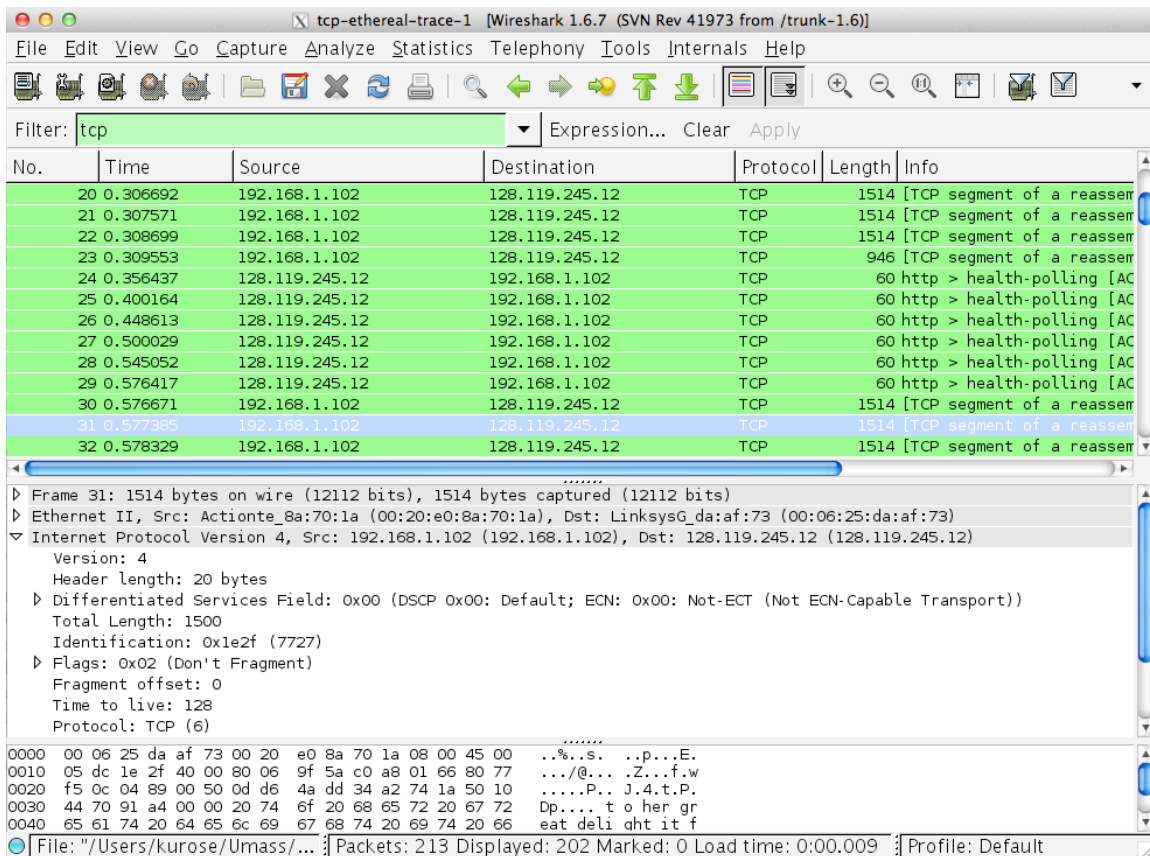 tcp-ethereal-trace-1 [Wireshark 1.6.7 (SVN Rev 41973 from /trunk-1.6)]
File Edit View Go Capture Analyze Statistics Telephony Tools Internals Help
Filter: tcp Expression... Clear Apply
No. Time Source Destination Protocol Length Info
20 0.306692 192.168.1.102 128.119.245.12 TCP 1514 [TCP segment of a reassem
21 0.307571 192.168.1.102 128.119.245.12 TCP 1514 [TCP segment of a reassem
22 0.308699 192.168.1.102 128.119.245.12 TCP 1514 [TCP segment of a reassem
23 0.309553 192.168.1.102 128.119.245.12 TCP 946 [TCP segment of a reassem
24 0.356437 128.119.245.12 192.168.1.102 TCP 60 http > health-polling [AC
25 0.400164 128.119.245.12 192.168.1.102 TCP 60 http > health-polling [AC
26 0.448613 128.119.245.12 192.168.1.102 TCP 60 http > health-polling [AC
27 0.500029 128.119.245.12 192.168.1.102 TCP 60 http > health-polling [AC
28 0.545052 128.119.245.12 192.168.1.102 TCP 60 http > health-polling [AC
29 0.576417 128.119.245.12 192.168.1.102 TCP 60 http > health-polling [AC
30 0.576671 192.168.1.102 128.119.245.12 TCP 1514 [TCP segment of a reassem
31 0.577385 192.168.1.102 128.119.245.12 TCP 1514 [TCP segment of a reassem
32 0.578329 192.168.1.102 128.119.245.12 TCP 1514 [TCP segment of a reassem
Frame 31: 1514 bytes on wire (12112 bits), 1514 bytes captured (12112 bits)
Ethernet II, Src: Actionte_8a:70:1a (00:20:e0:8a:70:1a), Dst: LinksysG_da:af:73 (00:06:25:da:af:73)
Internet Protocol Version 4, Src: 192.168.1.102 (192.168.1.102), Dst: 128.119.245.12 (128.119.245.12)
Version: 4
Header length: 20 bytes
Differentiated Services Field: 0x00 (DSCP 0x00: Default; ECN: 0x00: Not-ECT (Not ECN-Capable Transport))
Total Length: 1500
Identification: 0x1e2f (7727)
Flags: 0x02 (Don't Fragment)
Fragment offset: 0
Time to live: 128
Protocol: TCP (6)
0000 00 06 25 da af 73 00 20 e0 8a 70 1a 08 00 45 00 ..%..s. ..p...E.
0010 05 dc 1e 2f 40 00 80 06 9f 5a c0 a8 01 66 80 77 .../@... .Z...f.w
0020 f5 0c 04 89 00 50 0d d6 4a dd 34 a2 74 1a 50 10 .....P.. J.4.t.P.
0030 44 70 91 a4 00 00 20 74 6f 20 68 65 72 20 67 72 Dp.... t o her gr
0040 65 61 74 20 64 65 6c 69 67 68 74 20 69 74 20 66 eat deli ght it f
File: "/Users/kurose/Umass/... Packets: 213 Displayed: 202 Marked: 0 Load time: 0:00.009 Profile: Default